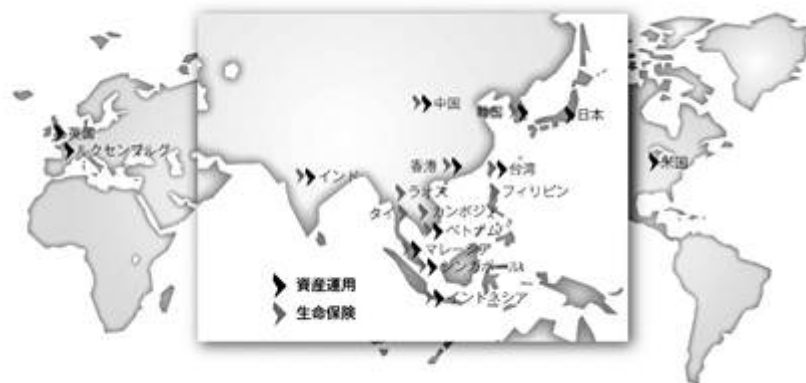 中国
韓国
日本
英国
ルクセンブルグ
香港
台湾
米国
インド
ラオス
フィリピン
タイ
カンボジア
ベトナム
マレーシア
シンガポール
インドネシア
資産運用
生命保険